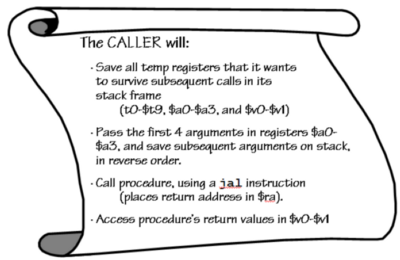 The CALLER will:
· Save all temp registers that it wants
to survive subsequent calls in its
stack frame
(t0-$t9, $a0-$a3, and $v0-$v1)
· Pass the first 4 arguments in registers $a0-
$a3, and save subsequent arguments on stack,
in reverse order.
· Call procedure, using a jal instruction
(places return address in $ra).
· Access procedure's return values in $v0-$v1